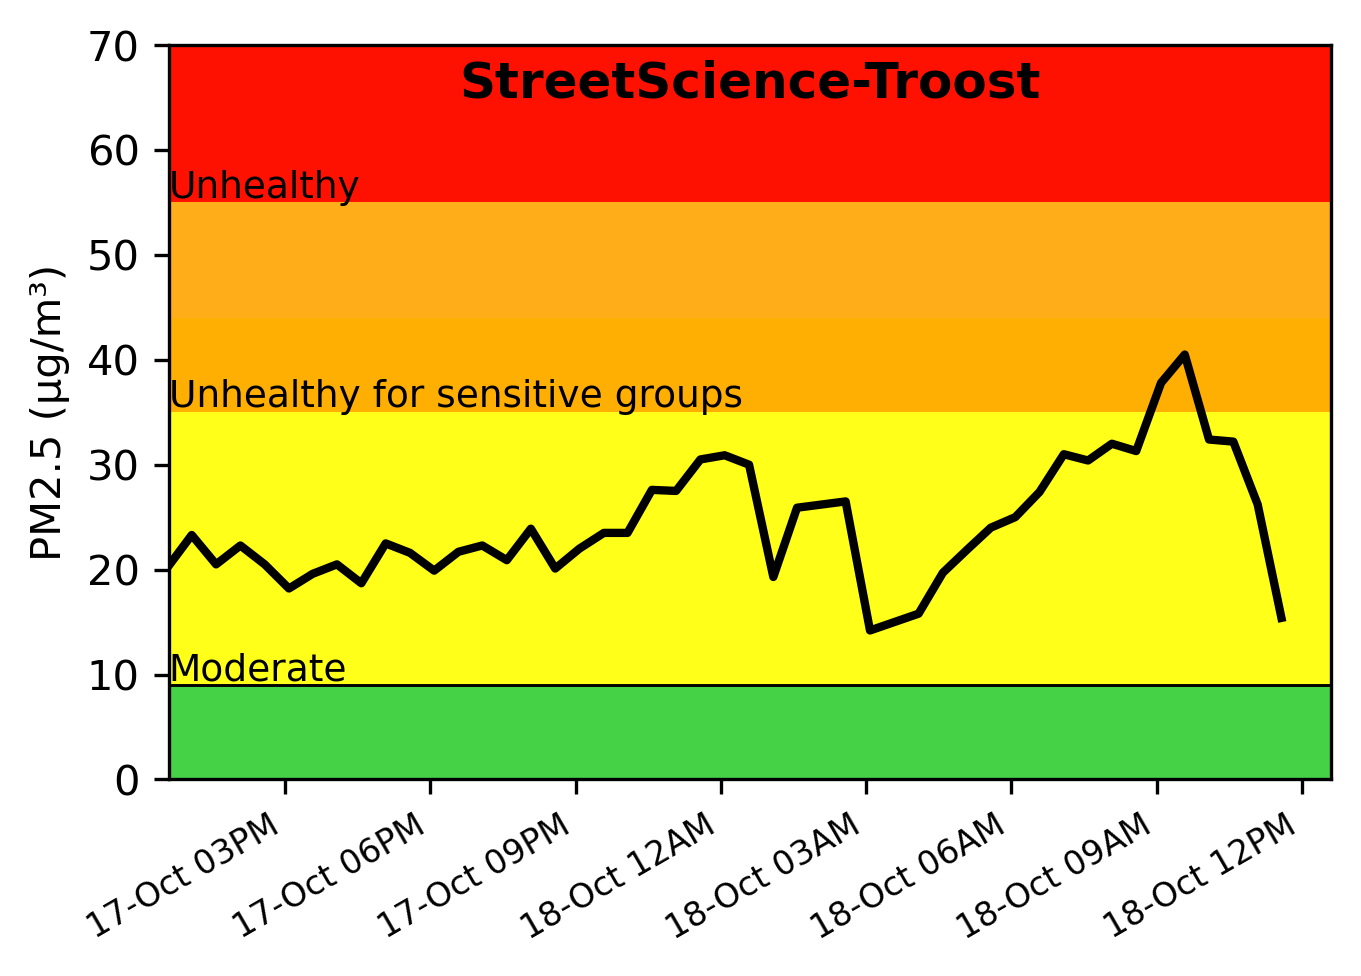 StreetScience-Troost
PM2.5 (µg/m³)
70
60
50
40
30
20
10
0
Unhealthy
Unhealthy for sensitive groups
Moderate
17-Oct 03PM
17-Oct 06PM
17-Oct 09PM
18-Oct 12AM
18-Oct 03AM
18-Oct 06AM
18-Oct 09AM
18-Oct 12PM